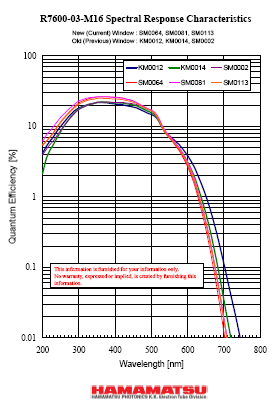 R7600-03-M16 Spectral Response Characteristics
New (Current) Window : SM0064, SM0081, SM0113
Old (Previous) Window : KM0012, KM0014, SM0002
KM0012 KM0014 SM0002
SM0064 SM0081 SM0113
100
10
1
0.1
0.01
Quantum Efficiency [%]
This information is furnished for your information only.
No warranty, expressed or implied, is created by furnishing this
information.
200 300 400 500 600 700 800
Wavelength [nm]
HAMAMATSU
HAMAMATSU PHOTONICS K.K. Electron Tube Division